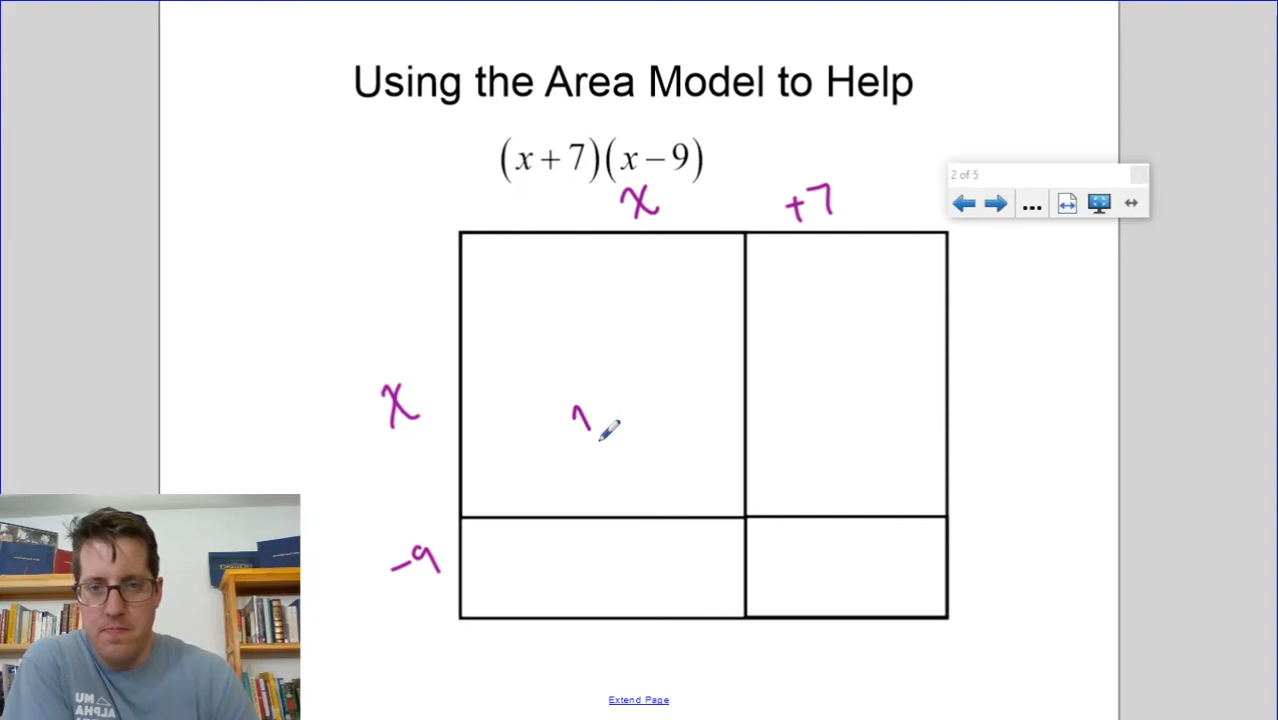 Using the Area Model to Help
(x + 7)(x − 9)
2 of 5
...
x +7
x
-9
Extend Page